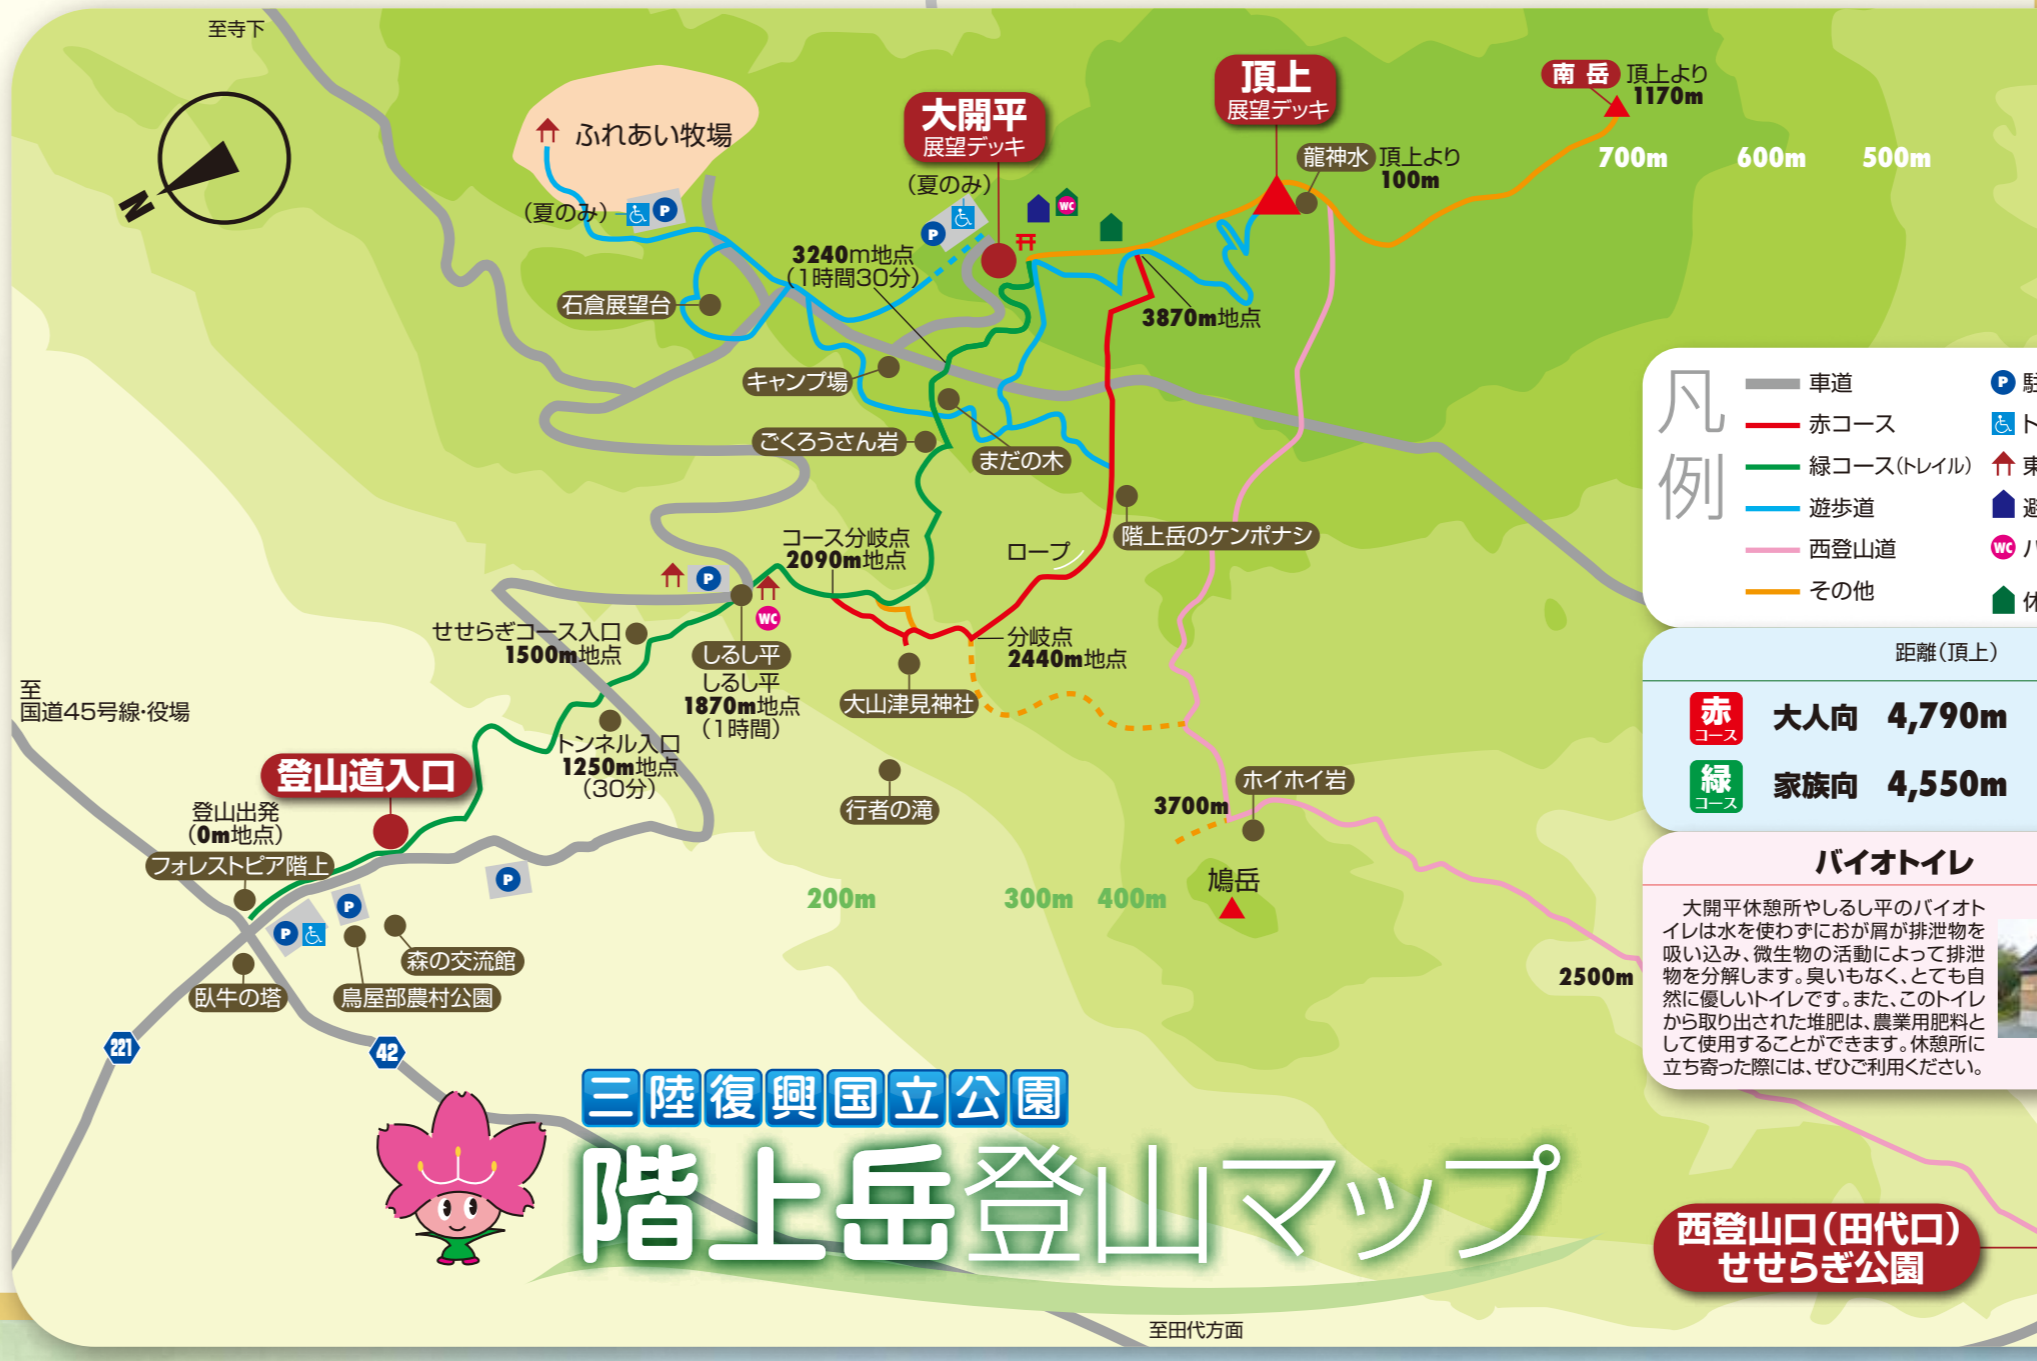 至寺下
N
ふれあい牧場
(夏のみ)
P
石倉展望台
大開平
展望デッキ
(夏のみ)
P
WC
3240m地点
(1時間30分)
頂上
展望デッキ
龍神水
頂上より
100m
南岳
頂上より
1170m
700m 600m 500m
3870m地点
キャンプ場
ごくろうさん岩
まだの木
階上岳のケンポナシ
ロープ
コース分岐点
2090m地点
P
WC
しるし平
しるし平
1870m地点
(1時間)
せせらぎコース入口
1500m地点
分岐点
2440m地点
大山津見神社
トンネル入口
1250m地点
(30分)
行者の滝
至
国道45号線・役場
登山道入口
登山出発
(0m地点)
フォレストピア階上
P
P
P
森の交流館
鳥屋部農村公園
臥牛の塔
221
42
ホイホイ岩
3700m
鳩岳
200m 300m 400m
2500m
凡例
車道
赤コース
緑コース(トレイル)
遊歩道
西登山道
その他
P
ト
WC
距離(頂上)
赤コース 大人向 4,790m
緑コース 家族向 4,550m
バイオトイレ
大開平休憩所やしるし平のバイオト
イレは水を使わずにおが屑が排泄物を
吸い込み、微生物の活動によって排泄
物を分解します。臭いもなく、とても自
然に優しいトイレです。また、このトイレ
から取り出された堆肥は、農業用肥料と
して使用することができます。休憩所に
立ち寄った際には、ぜひご利用ください。
三陸復興国立公園
階上岳登山マップ
西登山口(田代口)
せせらぎ公園
至田代方面